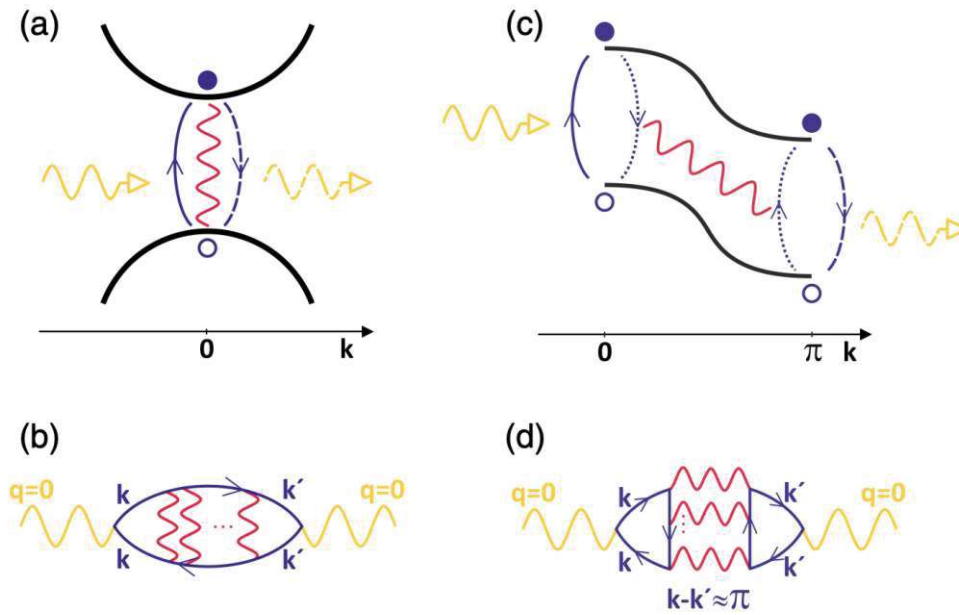 (a)
0 k
(b)
q=0 k k´ q=0
k k´
(c)
0 π k
(d)
q=0 k k´ q=0
k k´
k-k´≈π